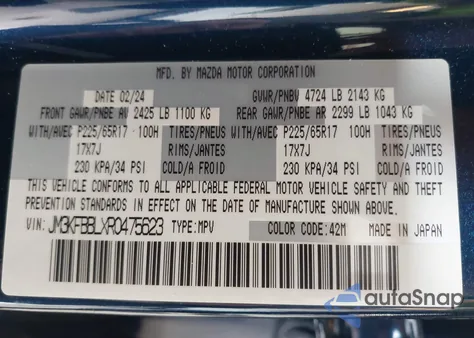 MFD. BY MAZDA MOTOR CORPORATION
DATE 02/24 GVWR/PNBV 4724 LB 2143 KG
FRONT GAWR/PNBE AV 2425 LB 1100 KG REAR GAWR/PNBE AR 2299 LB 1043 KG
WITH/AVEC P225/65R17 100H TIRES/PNEUS WITH/AVEC P225/65R17 100H TIRES/PNEUS
17X7J RIMS/JANTES 17X7J RIMS/JANTES
230 KPA/34 PSI COLD/A FROID 230 KPA/34 PSI COLD/A FROID
THIS VEHICLE CONFORMS TO ALL APPLICABLE FEDERAL MOTOR VEHICLE SAFETY AND THEFT
PREVENTION STANDARDS IN EFFECT ON THE DATE OF MANUFACTURE SHOWN ABOVE.
VIN: JM3KFBBLXR0475623 TYPE: MPV COLOR CODE: 42M MADE IN JAPAN
autoSnap